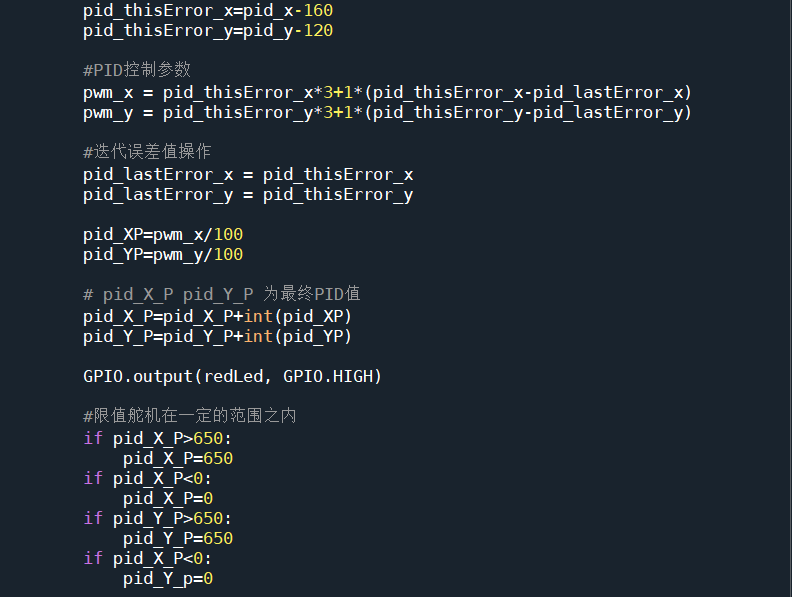 pid_thisError_x=pid_x-160
pid_thisError_y=pid_y-120
#PID控制参数
pwm_x = pid_thisError_x*3+1*(pid_thisError_x-pid_lastError_x)
pwm_y = pid_thisError_y*3+1*(pid_thisError_y-pid_lastError_y)
#迭代误差值操作
pid_lastError_x = pid_thisError_x
pid_lastError_y = pid_thisError_y
pid_XP=pwm_x/100
pid_YP=pwm_y/100
# pid_X_P pid_Y_P 为最终PID值
pid_X_P=pid_X_P+int(pid_XP)
pid_Y_P=pid_Y_P+int(pid_YP)
GPIO.output(redLed, GPIO.HIGH)
#限值舵机在一定的范围之内
if pid_X_P>650:
    pid_X_P=650
if pid_X_P<0:
    pid_X_P=0
if pid_Y_P>650:
    pid_Y_P=650
if pid_X_P<0:
    pid_Y_p=0